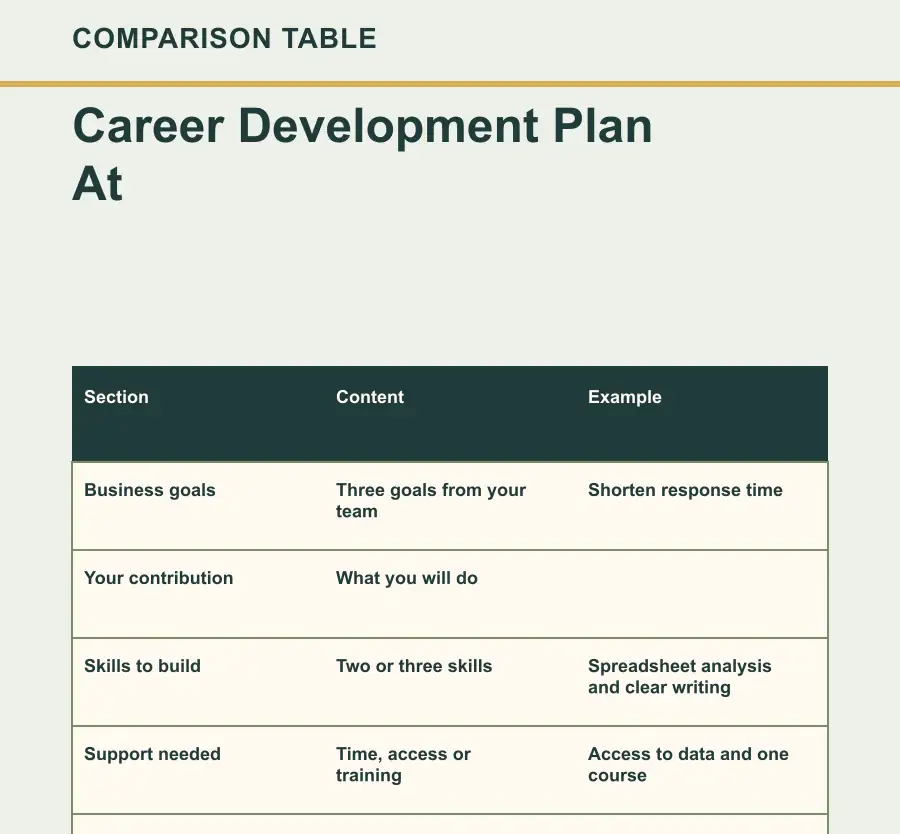 COMPARISON TABLE
Career Development Plan
At
Section Content Example
Business goals Three goals from your Shorten response time
team
Your contribution What you will do
Skills to build Two or three skills Spreadsheet analysis
and clear writing
Support needed Time, access or Access to data and one
training course